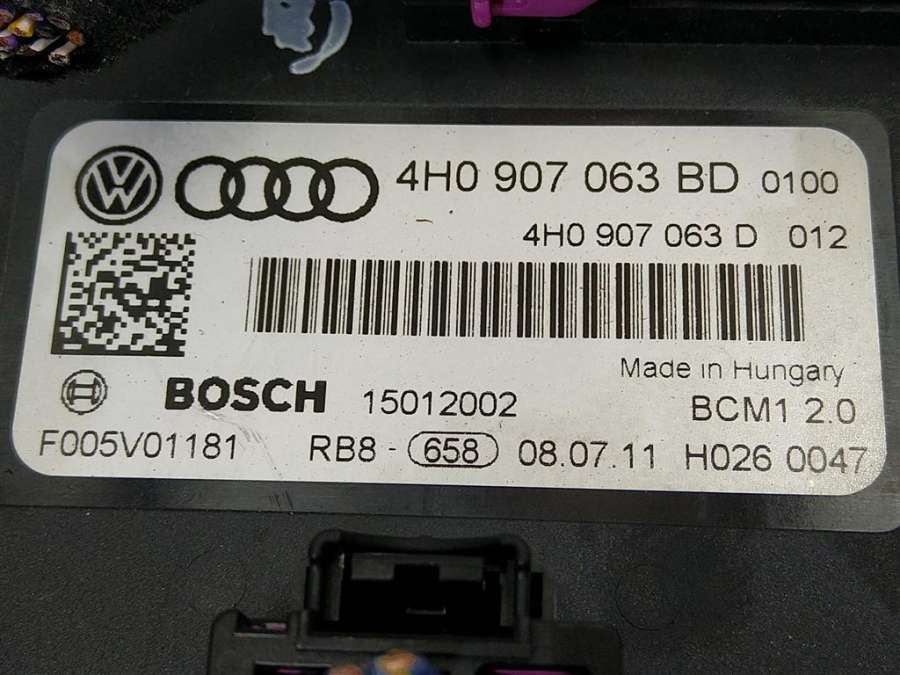 4H0 907 063 BD 0100
4H0 907 063 D 012
Made in Hungary
BOSCH 15012002 BCM1 2.0
F005V01181 RB8 - 658 08.07.11 H026 0047